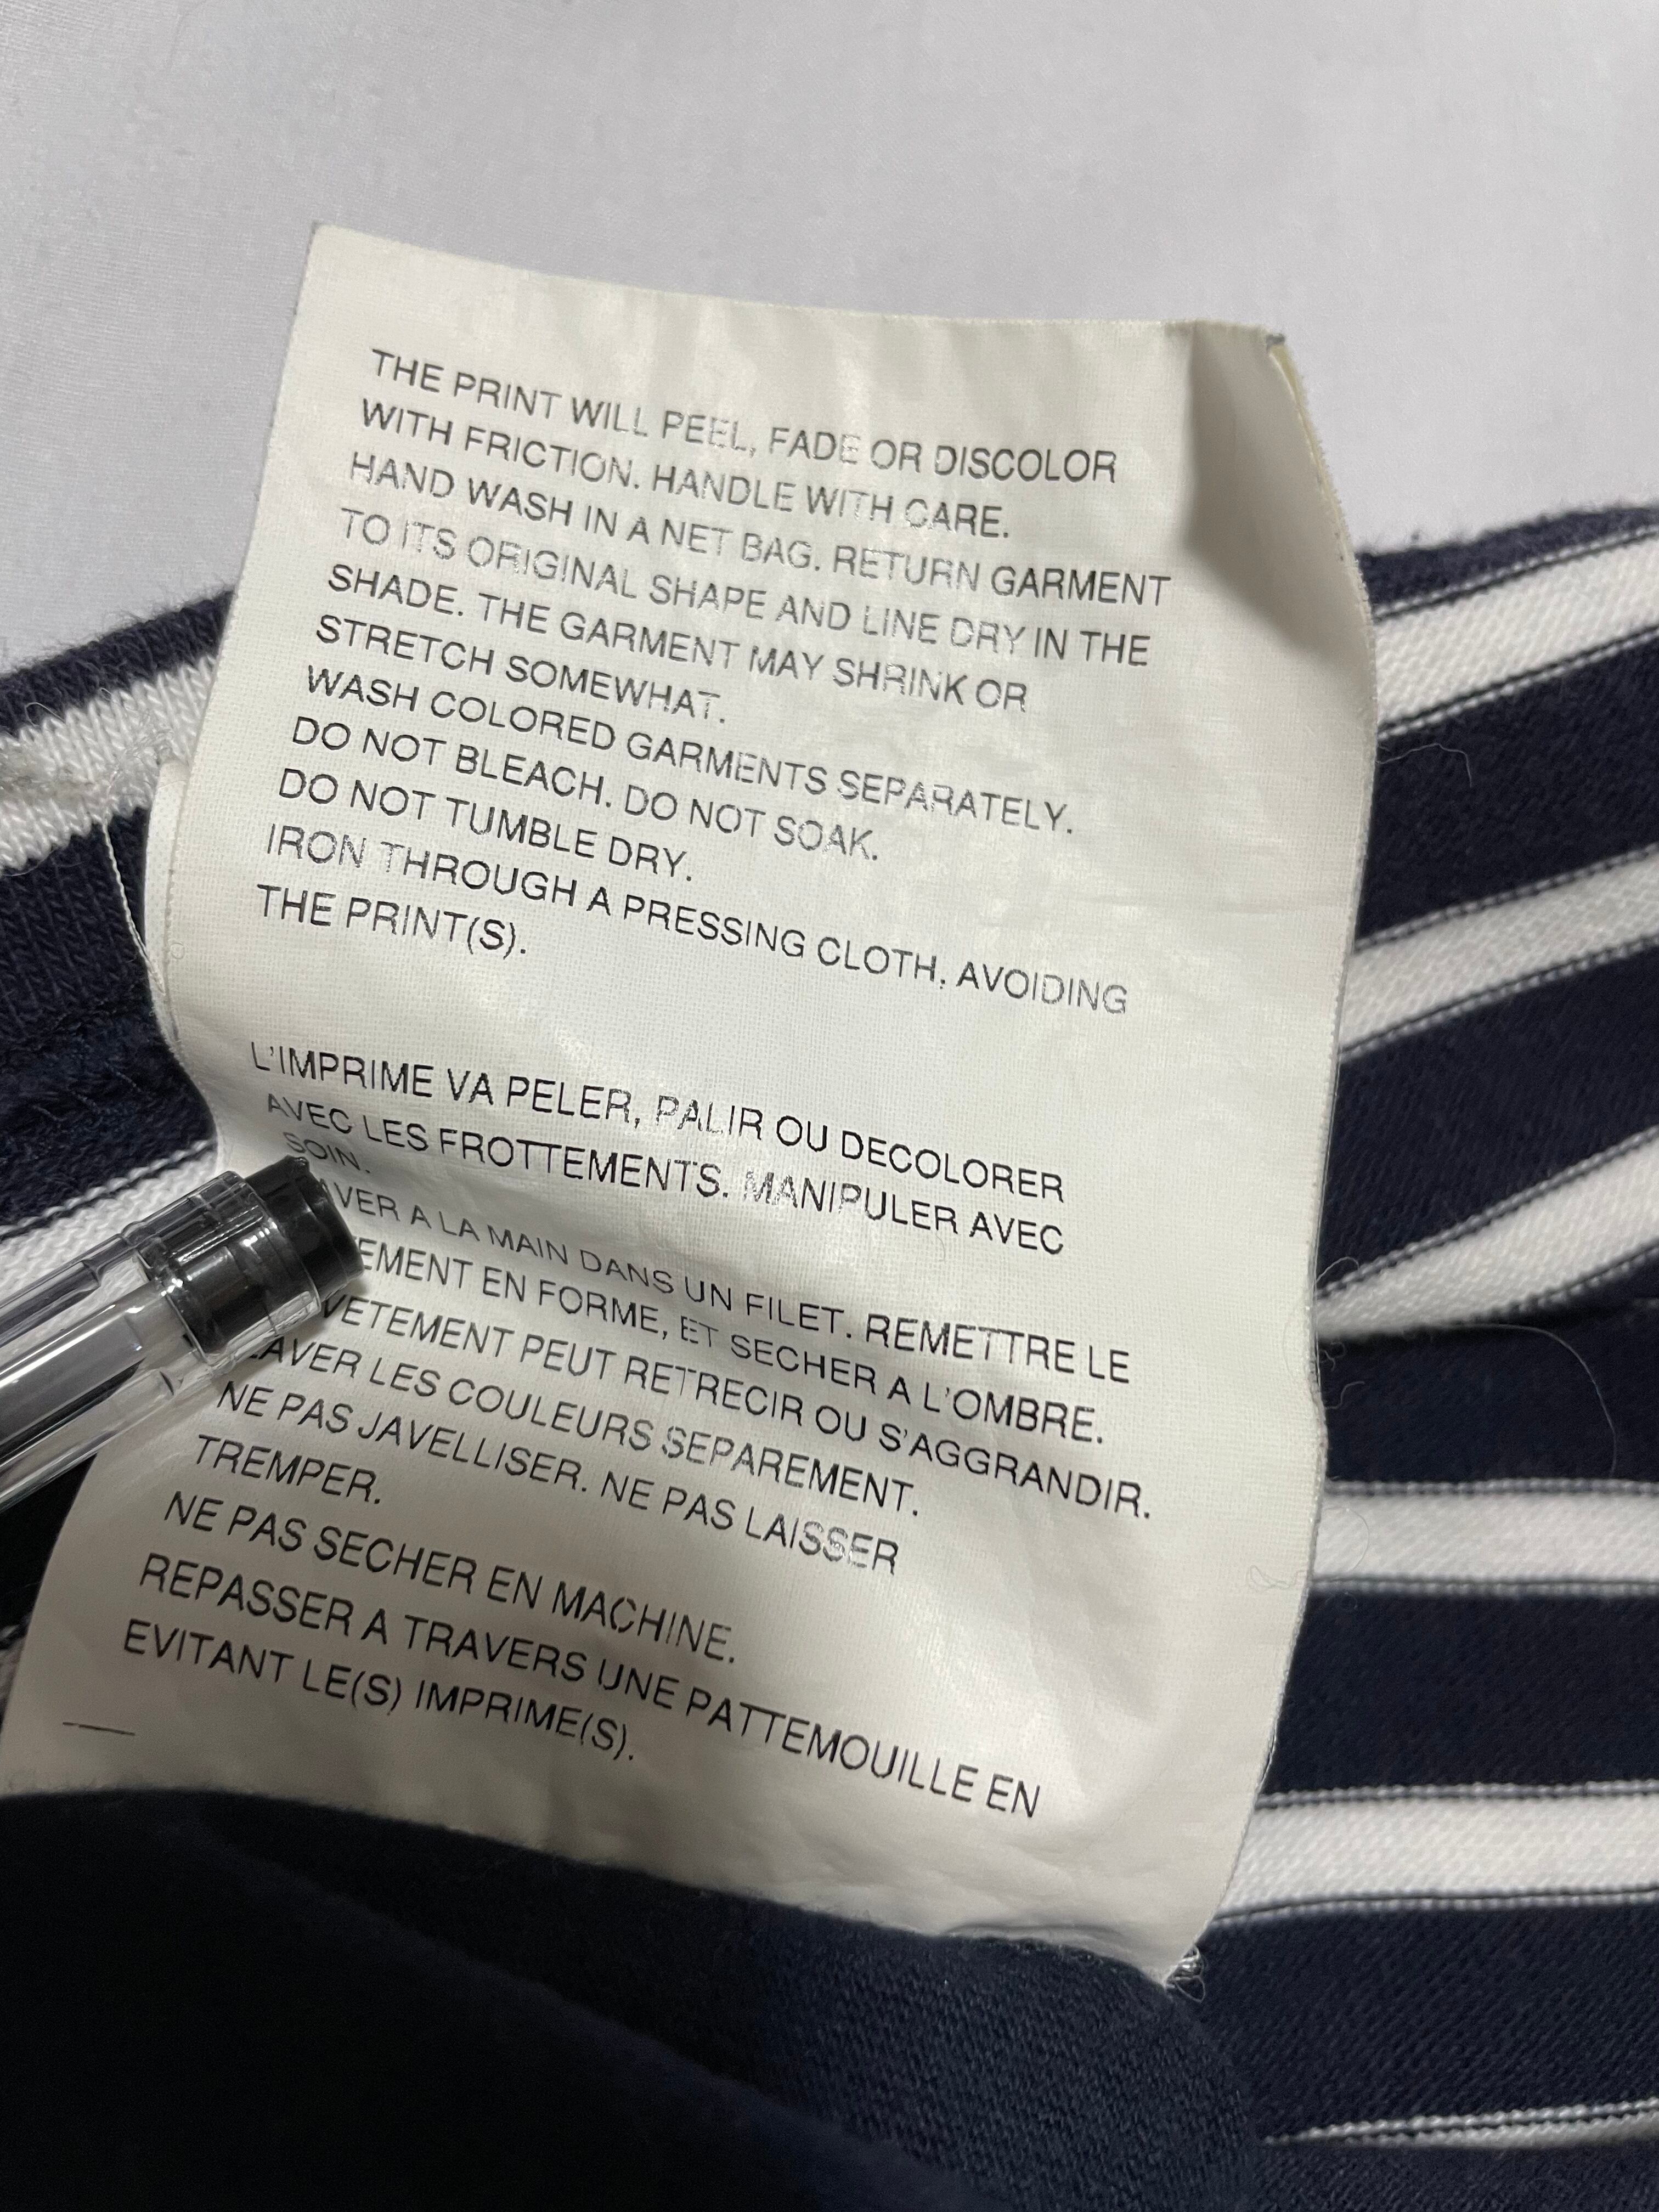 THE PRINT WILL PEEL, FADE OR DISCOLOR
WITH FRICTION. HANDLE WITH CARE.
HAND WASH IN A NET BAG. RETURN GARMENT
TO ITS ORIGINAL SHAPE AND LINE DRY IN THE
SHADE. THE GARMENT MAY SHRINK OR
STRETCH SOMEWHAT.
WASH COLORED GARMENTS SEPARATELY.
DO NOT BLEACH. DO NOT SOAK.
DO NOT TUMBLE DRY.
IRON THROUGH A PRESSING CLOTH, AVOIDING
THE PRINT(S).
L'IMPRIME VA PELER, PALIR OU DECOLORER
AVEC LES FROTTEMENTS. MANIPULER AVEC
SOIN.
AVER A LA MAIN DANS UN FILET. REMETTRE LE
EMENT EN FORME, ET SECHER A L'OMBRE.
VETEMENT PEUT RETRECIR OU S'AGGRANDIR.
LAVER LES COULEURS SEPAREMENT.
NE PAS JAVELLISER. NE PAS LAISSER
TREMPER.
NE PAS SECHER EN MACHINE.
REPASSER A TRAVERS UNE PATTEMOUILLE EN
EVITANT LE(S) IMPRIME(S).